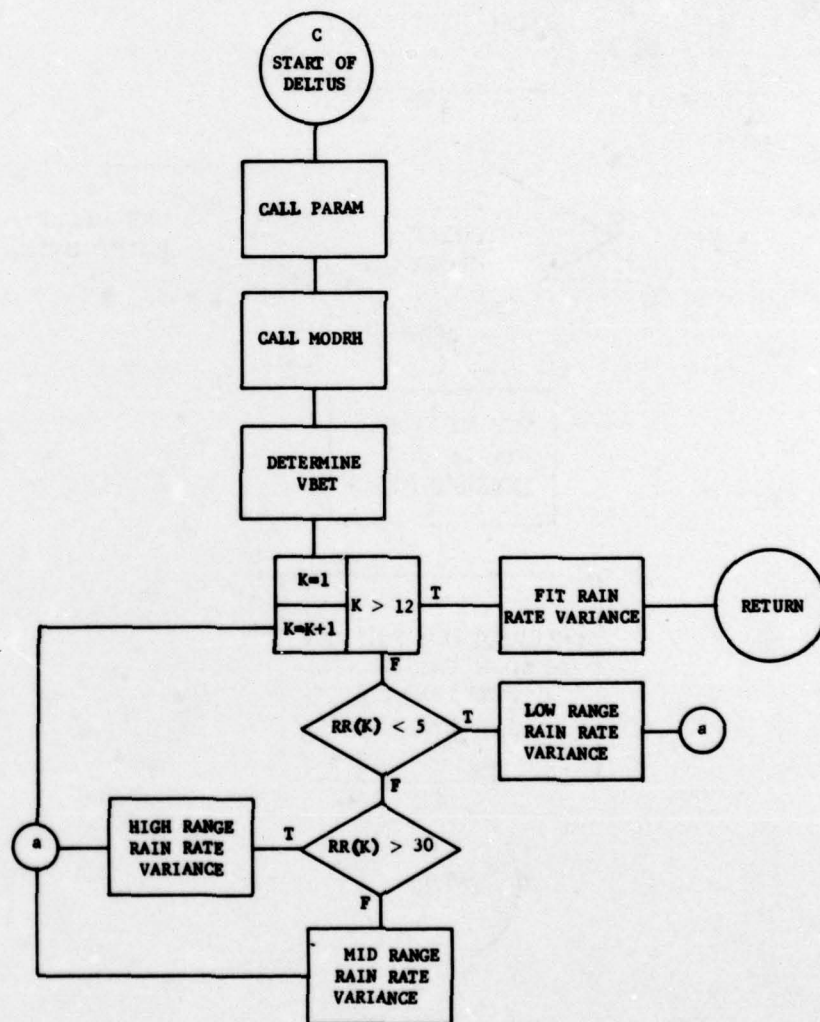 C
START OF
DELTUS
CALL PARAM
CALL MODRH
DETERMINE
VBET
K=1
K=K+1
K > 12
T
FIT RAIN
RATE VARIANCE
RETURN
F
RR(K) < 5
T
LOW RANGE
RAIN RATE
VARIANCE
a
F
RR(K) > 30
T
HIGH RANGE
RAIN RATE
VARIANCE
a
F
MID RANGE
RAIN RATE
VARIANCE